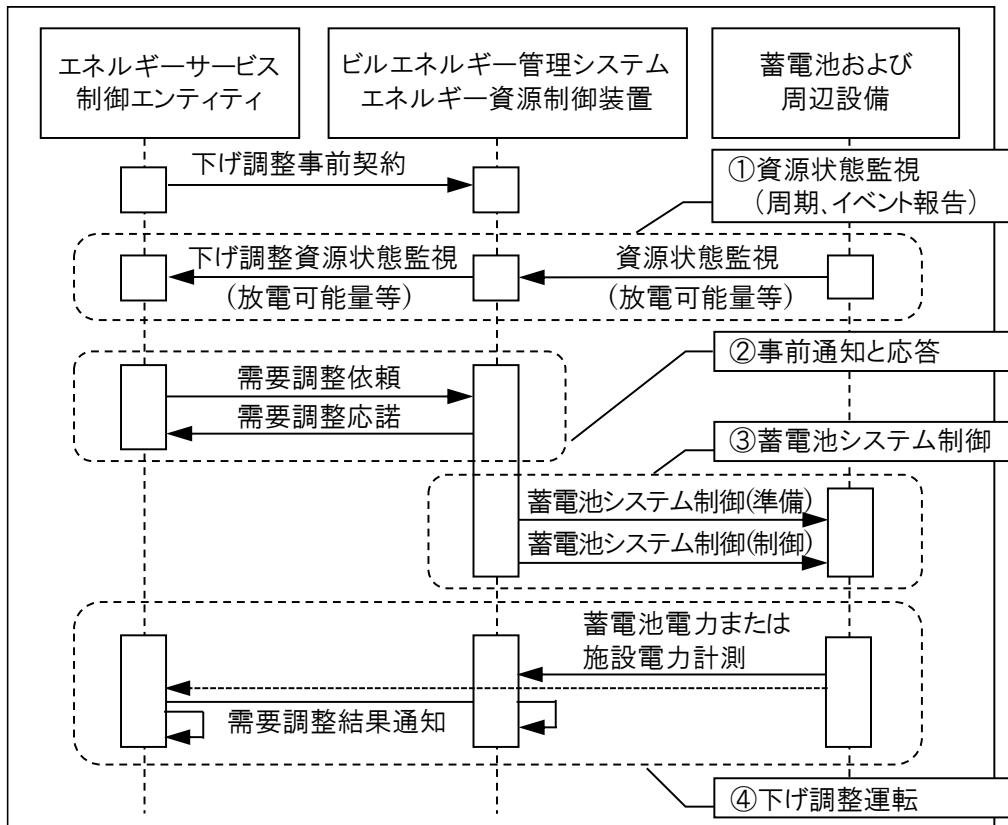 エネルギーサービス
制御エンティティ
ビルエネルギー管理システム
エネルギー資源制御装置
蓄電池および
周辺設備
下げ調整事前契約
①資源状態監視
（周期、イベント報告）
下げ調整資源状態監視
(放電可能量等)
資源状態監視
(放電可能量等)
②事前通知と応答
需要調整依頼
需要調整応諾
③蓄電池システム制御
蓄電池システム制御(準備)
蓄電池システム制御(制御)
蓄電池電力または
施設電力計測
需要調整結果通知
④下げ調整運転